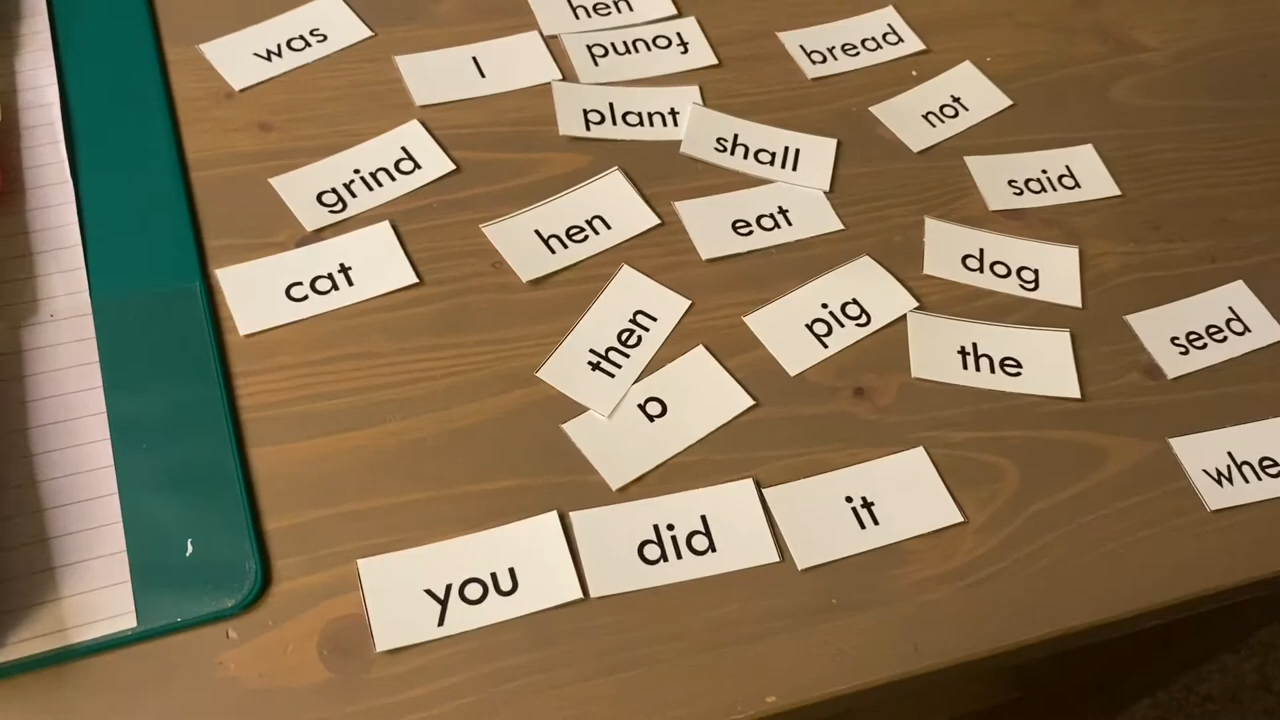 was
I
hen
found
bread
plant
shall
not
grind
said
hen
eat
cat
dog
then
pig
the
seed
a
whe
you did it